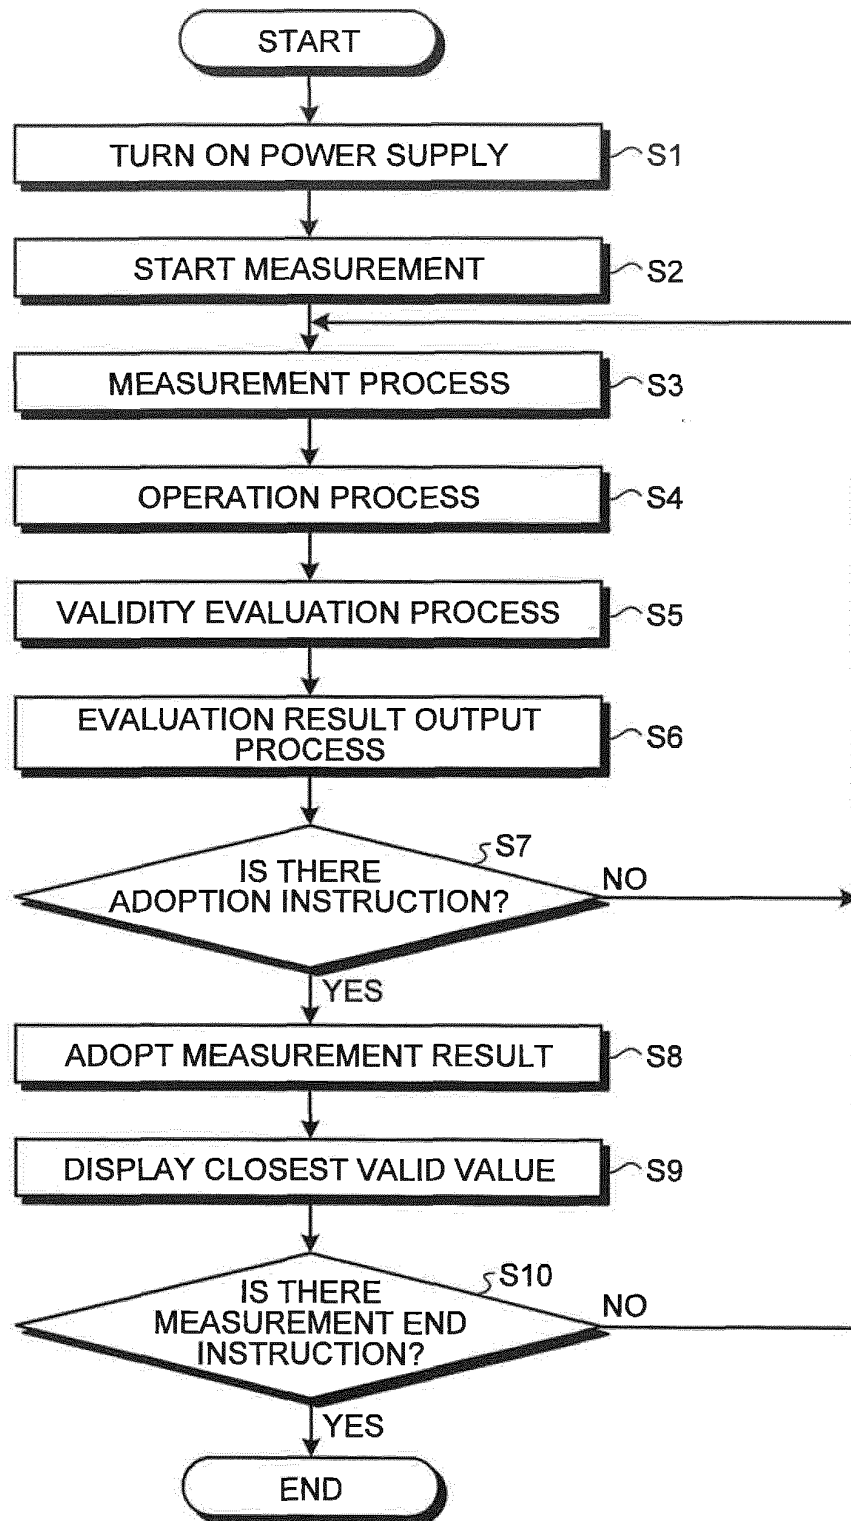 START
TURN ON POWER SUPPLY
S1
START MEASUREMENT
S2
MEASUREMENT PROCESS
S3
OPERATION PROCESS
S4
VALIDITY EVALUATION PROCESS
S5
EVALUATION RESULT OUTPUT
PROCESS
S6
S7
IS THERE
ADOPTION INSTRUCTION?
NO
YES
ADOPT MEASUREMENT RESULT
S8
DISPLAY CLOSEST VALID VALUE
S9
S10
IS THERE
MEASUREMENT END
INSTRUCTION?
NO
YES
END